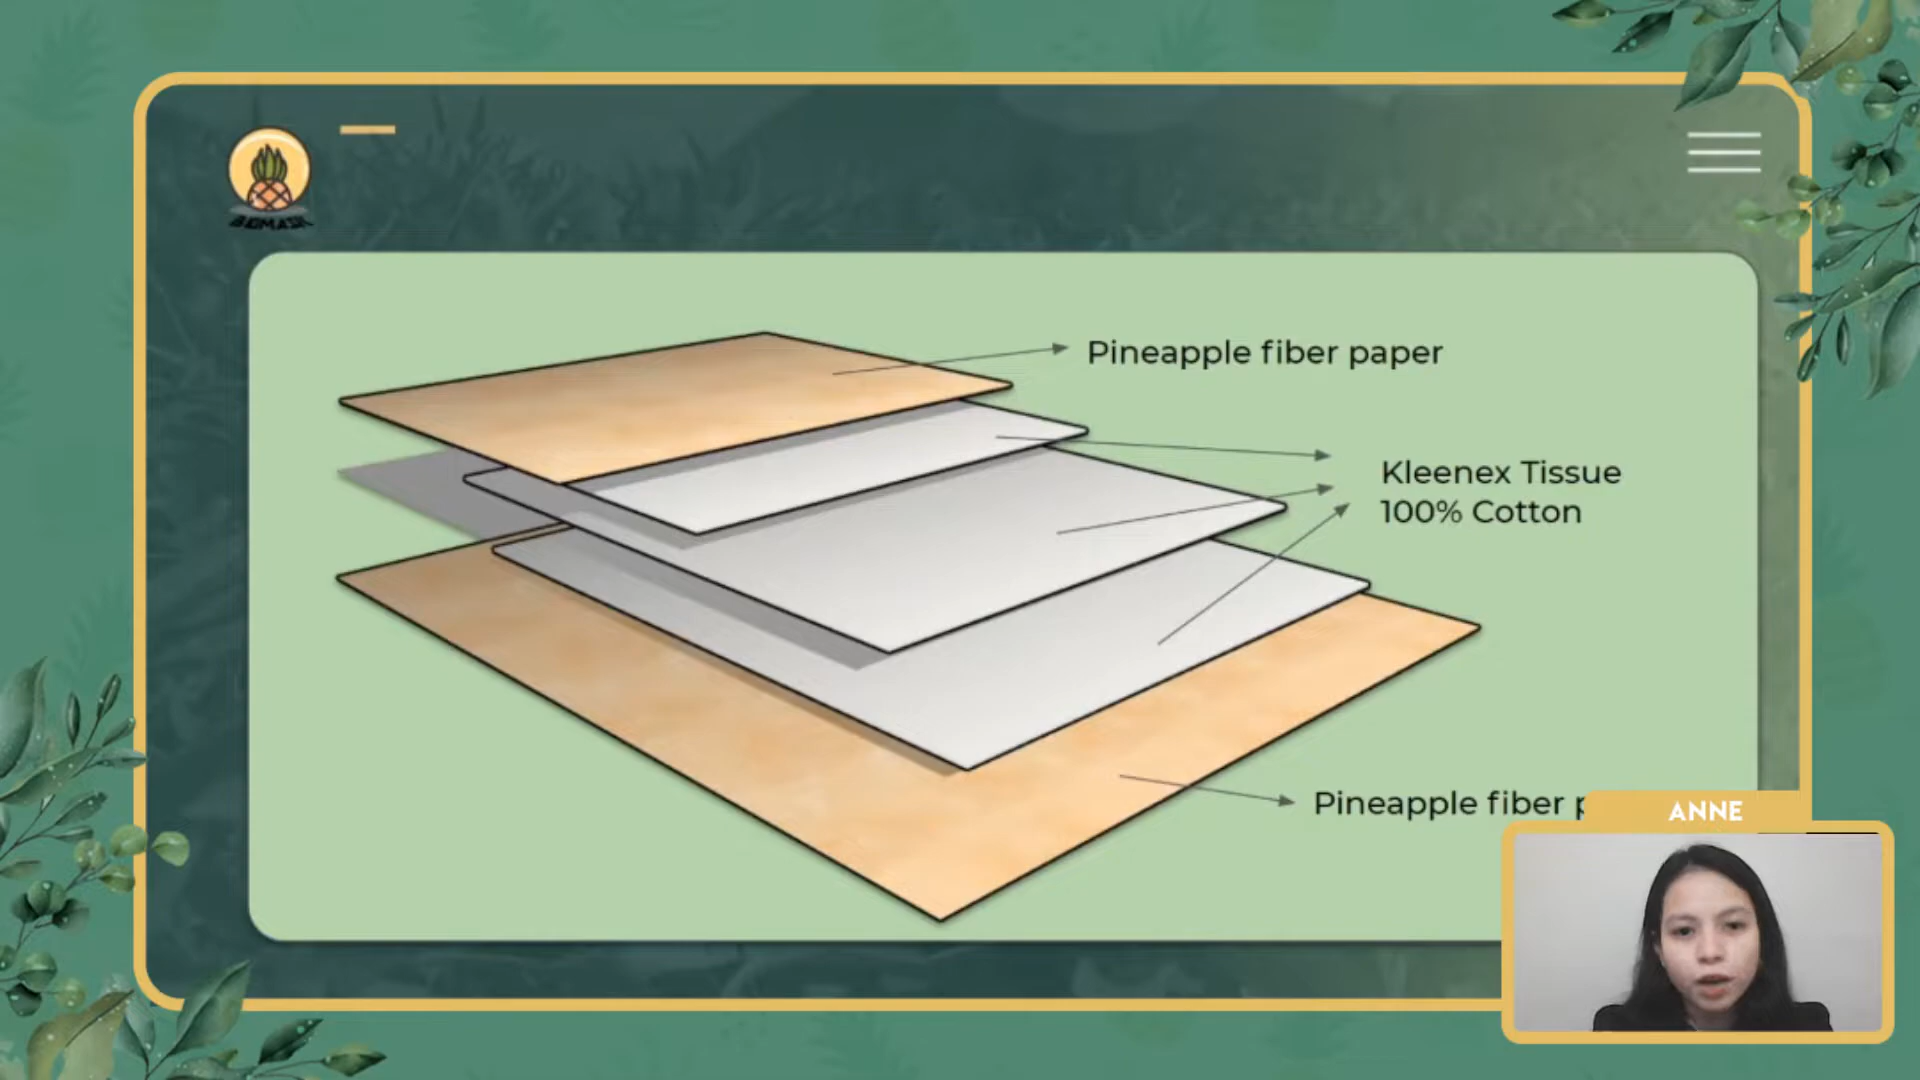 Pineapple fiber paper
Kleenex Tissue
100% Cotton
Pineapple fiber
ANNE